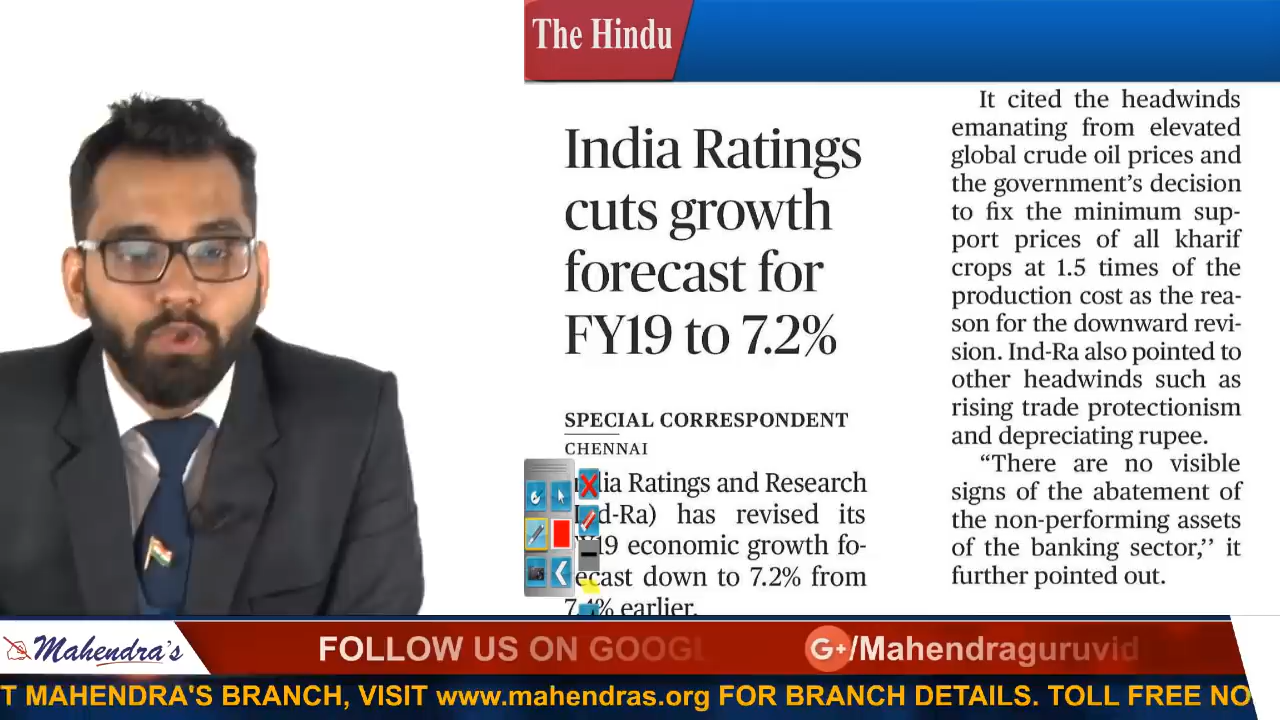 The Hindu
India Ratings
cuts growth
forecast for
FY19 to 7.2%
SPECIAL CORRESPONDENT
CHENNAI
Ratings and Research
has revised its
economic growth fo-
down to 7.2% from
earlier.
It cited the headwinds
emanating from elevated
global crude oil prices and
the government’s decision
to fix the minimum sup-
port prices of all kharif
crops at 1.5 times of the
production cost as the rea-
son for the downward revi-
sion. Ind-Ra also pointed to
other headwinds such as
rising trade protectionism
and depreciating rupee.
“There are no visible
signs of the abatement of
the non-performing assets
of the banking sector,’’ it
further pointed out.
Mahendra's
FOLLOW US ON GOOGL
G+/Mahendraguruvid
T MAHENDRA'S BRANCH, VISIT www.mahendras.org FOR BRANCH DETAILS. TOLL FREE NO